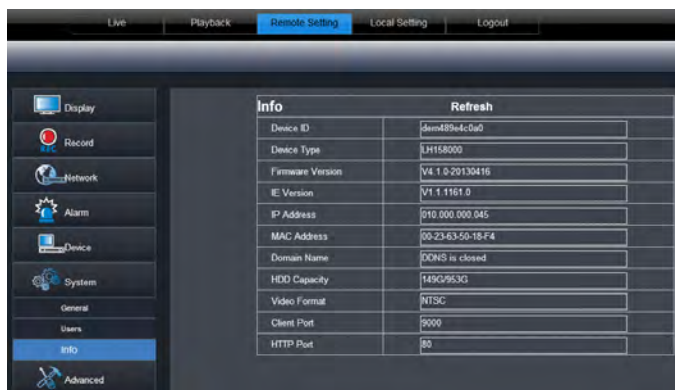 Live Playback Remote Setting Local Setting Logout
Display
Record
Network
Alarm
Device
System
General
Users
Info
Advanced
Info Refresh
Device ID dem489e4c0a0
Device Type LH158000
Firmware Version V4.1.0-20130416
IE Version V1.1.1161.0
IP Address 010.000.000.045
MAC Address 00-23-63-50-18-F4
Domain Name DDNS is closed
HDD Capacity 149G/953G
Video Format NTSC
Client Port 9000
HTTP Port 80